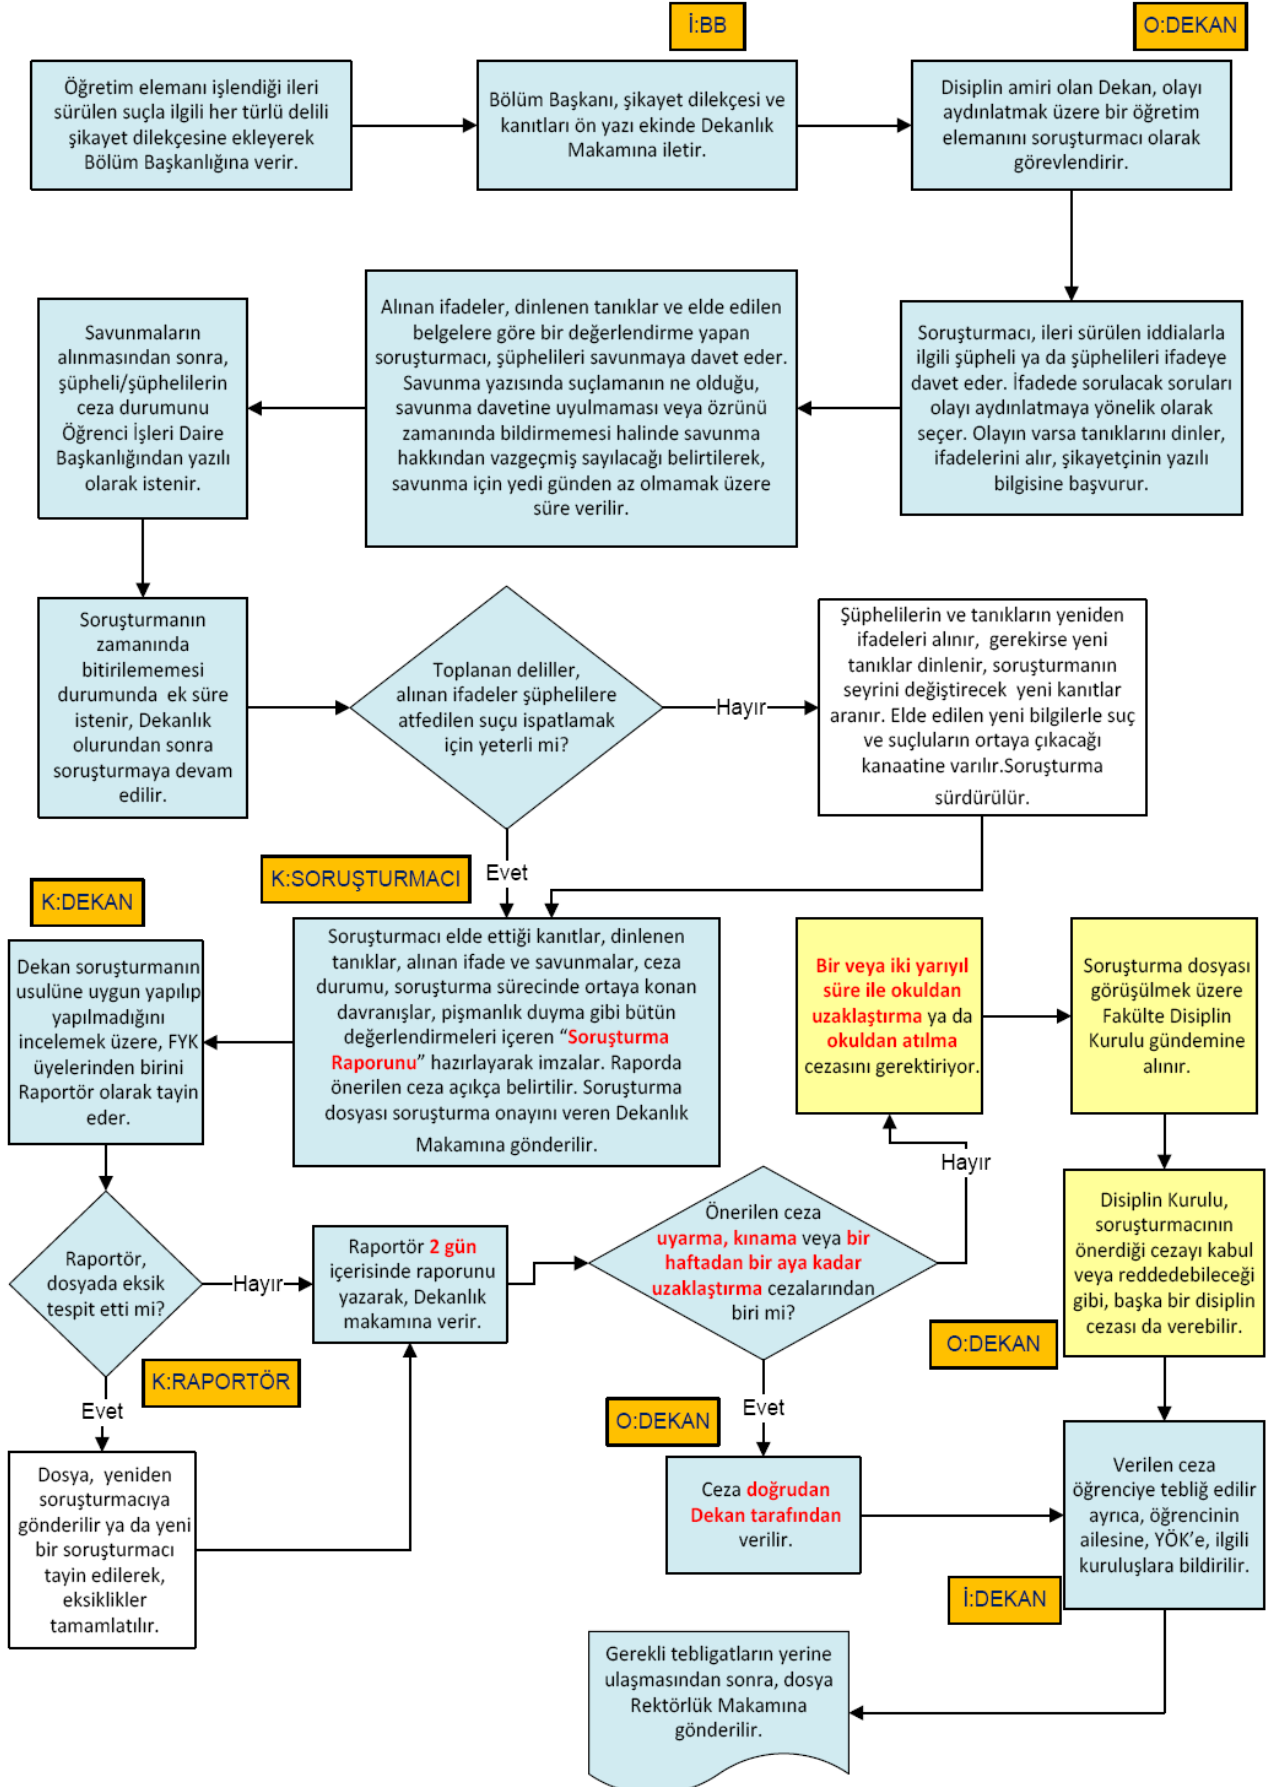 İ:BB
O:DEKAN
Öğretim elemanı işlendiği ileri
sürülen suçla ilgili her türlü delili
şikayet dilekçesine ekleyerek
Bölüm Başkanlığına verir.
Bölüm Başkanı, şikayet dilekçesi ve
kanıtları ön yazı ekinde Dekanlık
Makamına iletir.
Disiplin amiri olan Dekan, olayı
aydınlatmak üzere bir öğretim
elemanını soruşturmacı olarak
görevlendirir.
Soruşturmacı, ileri sürülen iddialarla
ilgili şüpheli ya da şüphelileri ifadeye
davet eder. İfadede sorulacak soruları
olayı aydınlatmaya yönelik olarak
seçer. Olayın varsa tanıklarını dinler,
ifadelerini alır, şikayetçinin yazılı
bilgisine başvurur.
Alınan ifadeler, dinlenen tanıklar ve elde edilen
belgelere göre bir değerlendirme yapan
soruşturmacı, şüphelileri savunmaya davet eder.
Savunma yazısında suçlamanın ne olduğu,
savunma davetine uyulmaması veya özrünü
zamanında bildirmemesi halinde savunma
hakkından vazgeçmiş sayılacağı belirtilerek,
savunma için yedi günden az olmamak üzere
süre verilir.
Savunmaların
alınmasından sonra,
şüpheli/şüphelilerin
ceza durumunu
Öğrenci İşleri Daire
Başkanlığından yazılı
olarak istenir.
Soruşturmanın
zamanında
bitirilememesi
durumunda ek süre
istenir, Dekanlık
olurundan sonra
soruşturmaya devam
edilir.
Toplanan deliller,
alınan ifadeler şüphelilere
atfedilen suçu ispatlamak
için yeterli mi?
Hayır
Şüphelilerin ve tanıkların yeniden
ifadeleri alınır, gerekirse yeni
tanıklar dinlenir, soruşturmanın
seyrini değiştirecek yeni kanıtlar
aranır. Elde edilen yeni bilgilerle suç
ve suçluların ortaya çıkacağı
kanaatine varılır.Soruşturma
sürdürülür.
Evet
K:SORUŞTURMACI
K:DEKAN
Soruşturmacı elde ettiği kanıtlar, dinlenen
tanıklar, alınan ifade ve savunmalar, ceza
durumu, soruşturma sürecinde ortaya konan
davranışlar, pişmanlık duyma gibi bütün
değerlendirmeleri içeren “Soruşturma
Raporunu” hazırlayarak imzalar. Raporda
önerilen ceza açıkça belirtilir. Soruşturma
dosyası soruşturma onayını veren Dekanlık
Makamına gönderilir.
Dekan soruşturmanın
usulüne uygun yapılıp
yapılmadığını
incelemek üzere, FYK
üyelerinden birini
Raportör olarak tayin
eder.
Raportör,
dosyada eksik
tespit etti mi?
Hayır
Raportör 2 gün
içerisinde raporunu
yazarak, Dekanlık
makamına verir.
K:RAPORTÖR
Evet
Dosya, yeniden
soruşturmacıya
gönderilir ya da yeni
bir soruşturmacı
tayin edilerek,
eksiklikler
tamamlatılır.
Önerilen ceza
uyarma, kınama veya bir
haftadan bir aya kadar
uzaklaştırma cezalarından
biri mi?
Hayır
Bir veya iki yarıyıl
süre ile okuldan
uzaklaştırma ya da
okuldan atılma
cezasını gerektiriyor.
Soruşturma dosyası
görüşülmek üzere
Fakülte Disiplin
Kurulu gündemine
alınır.
Disiplin Kurulu,
soruşturmacının
önerdiği cezayı kabul
veya reddedebileceği
gibi, başka bir disiplin
cezası da verebilir.
O:DEKAN
Evet
O:DEKAN
Ceza doğrudan
Dekan tarafından
verilir.
Verilen ceza
öğrenciye tebliğ edilir
ayrıca, öğrencinin
ailesine, YÖK’e, ilgili
kuruluşlara bildirilir.
İ:DEKAN
Gerekli tebligatların yerine
ulaşmasından sonra, dosya
Rektörlük Makamına
gönderilir.